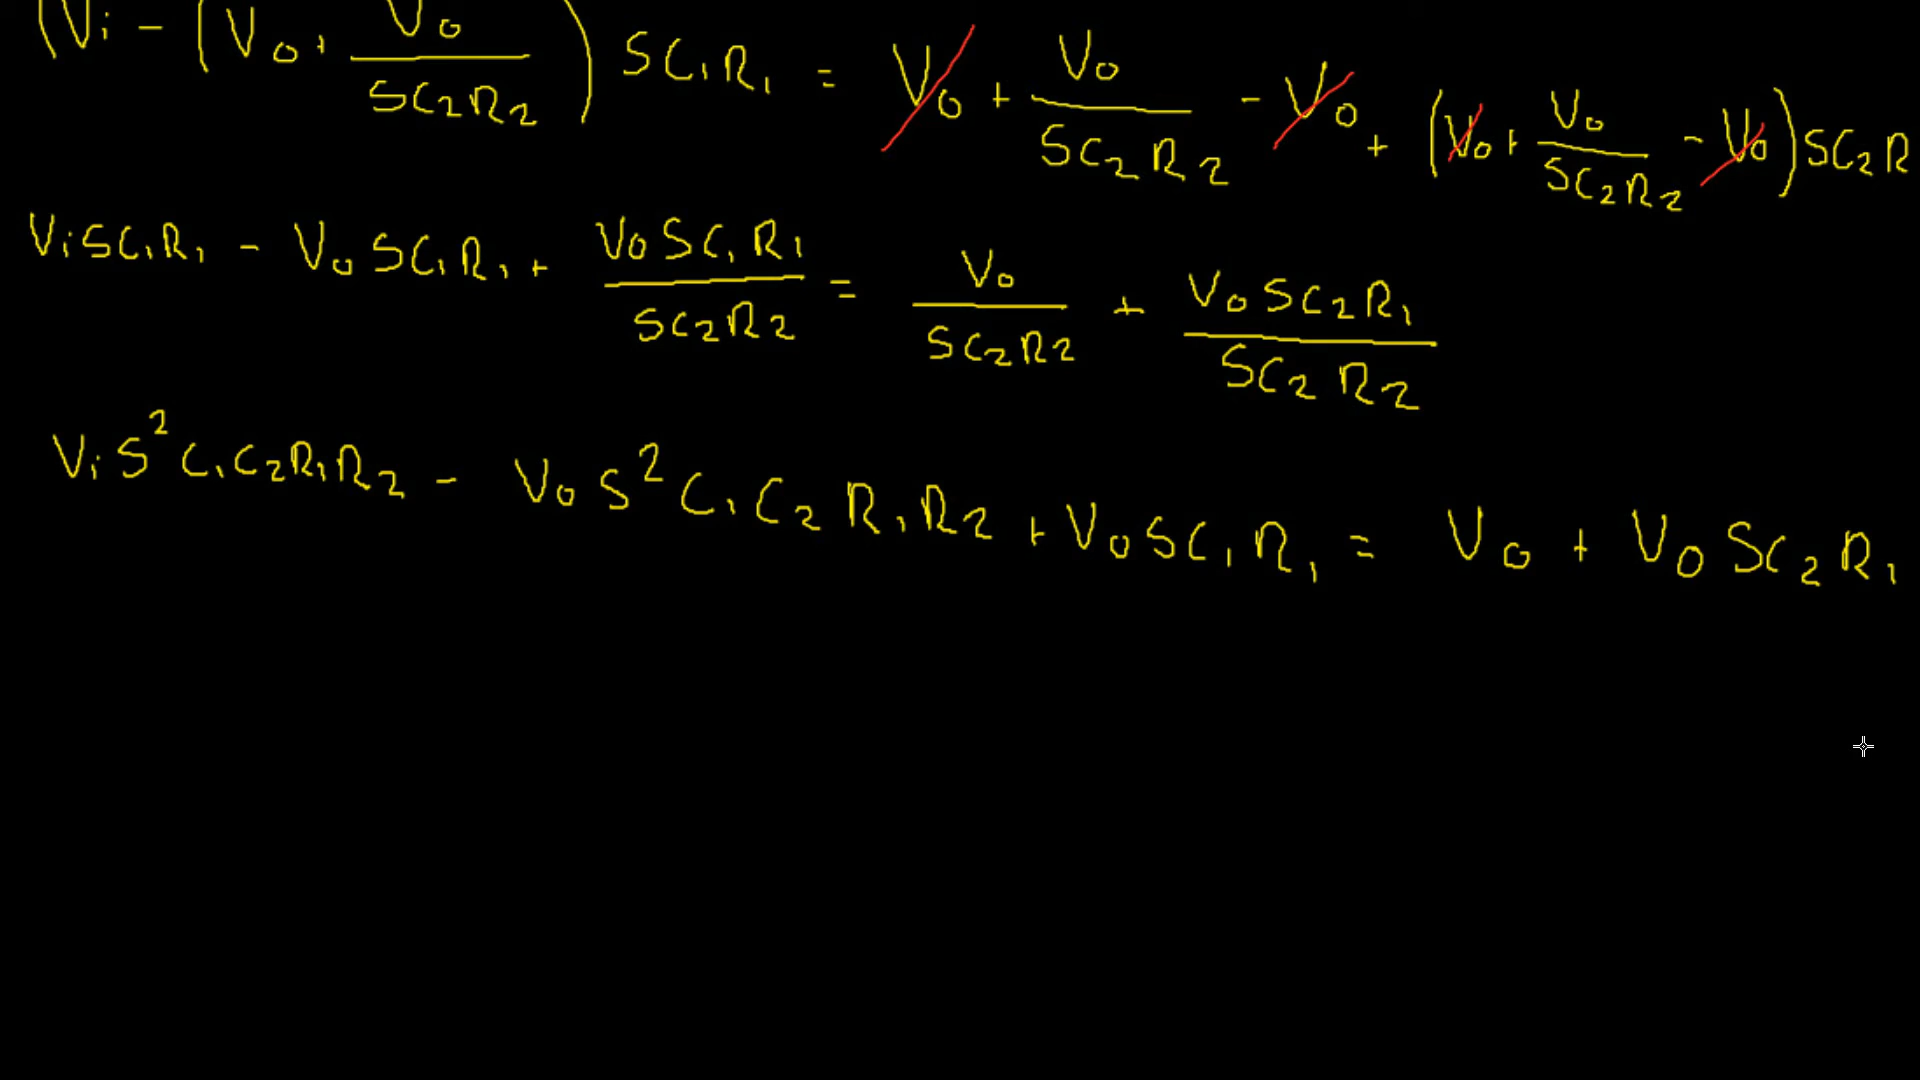 (Vi - (Vo + Vo/SC2R2) SC1R1 = Vo + Vo/SC2R2 - Vo + (Vo + Vo/SC2R2 - Vo) SC2R
ViSC1R1 - VoSC1R1 + VoSC1R1/SC2R2 = Vo/SC2R2 + VoSC2R1/SC2R2
ViS²C1C2R1R2 - VoS²C1C2R1R2 + VoSC1R1 = Vo + VoSC2R1